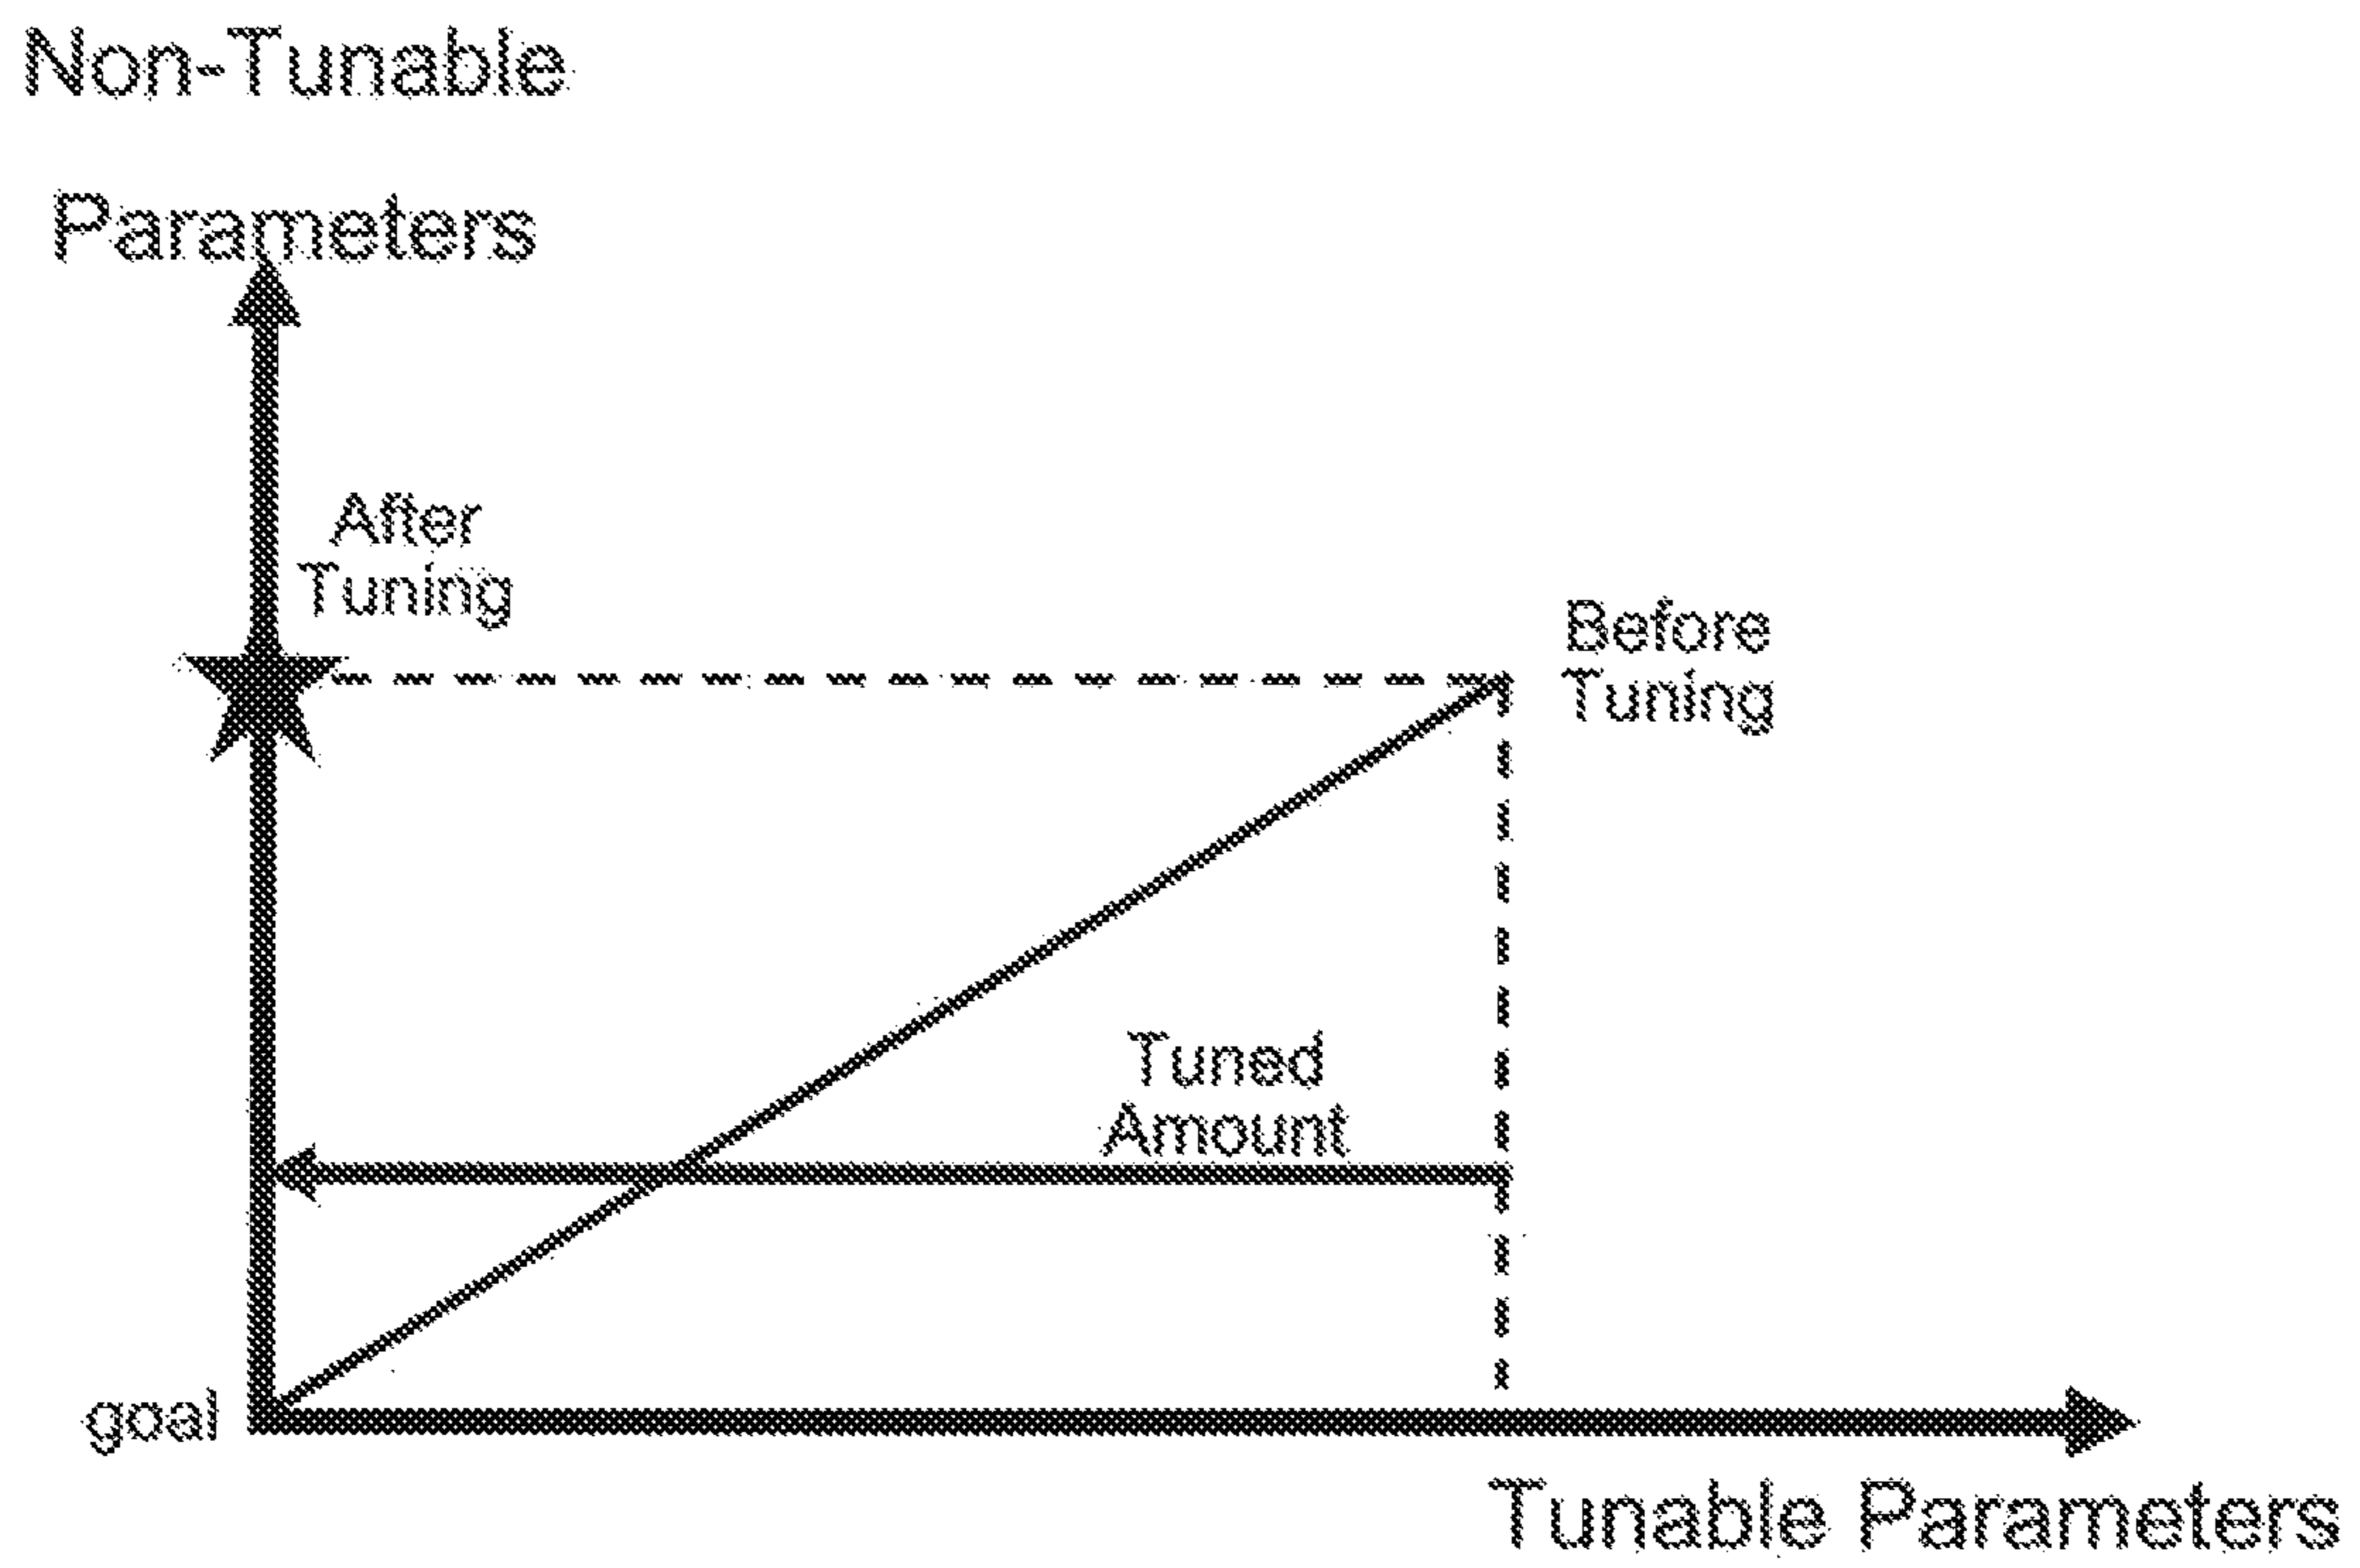 Non-Tunable
Parameters
After
Tuning
Before
Tuning
Tuned
Amount
goal
Tunable Parameters